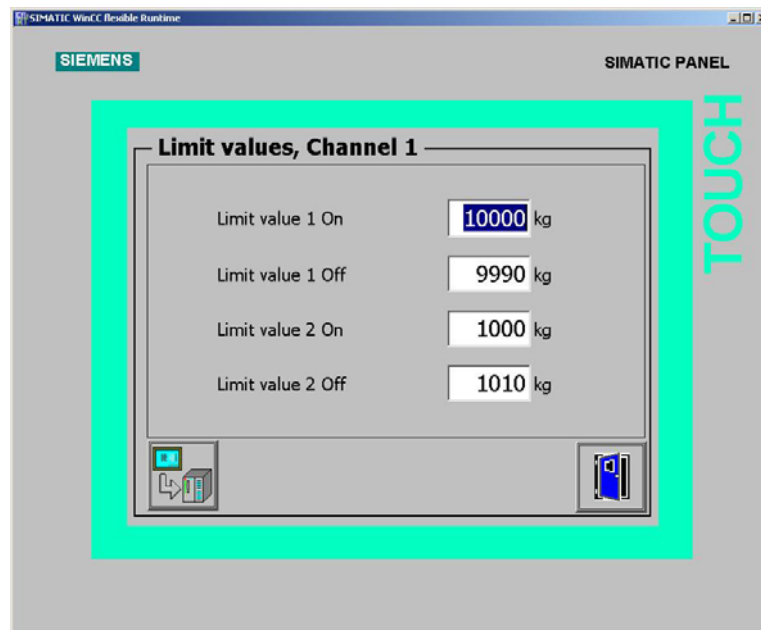 SIMATIC WinCC flexible Runtime
SIEMENS
SIMATIC PANEL
TOUCH
Limit values, Channel 1
Limit value 1 On 10000 kg
Limit value 1 Off 9990 kg
Limit value 2 On 1000 kg
Limit value 2 Off 1010 kg